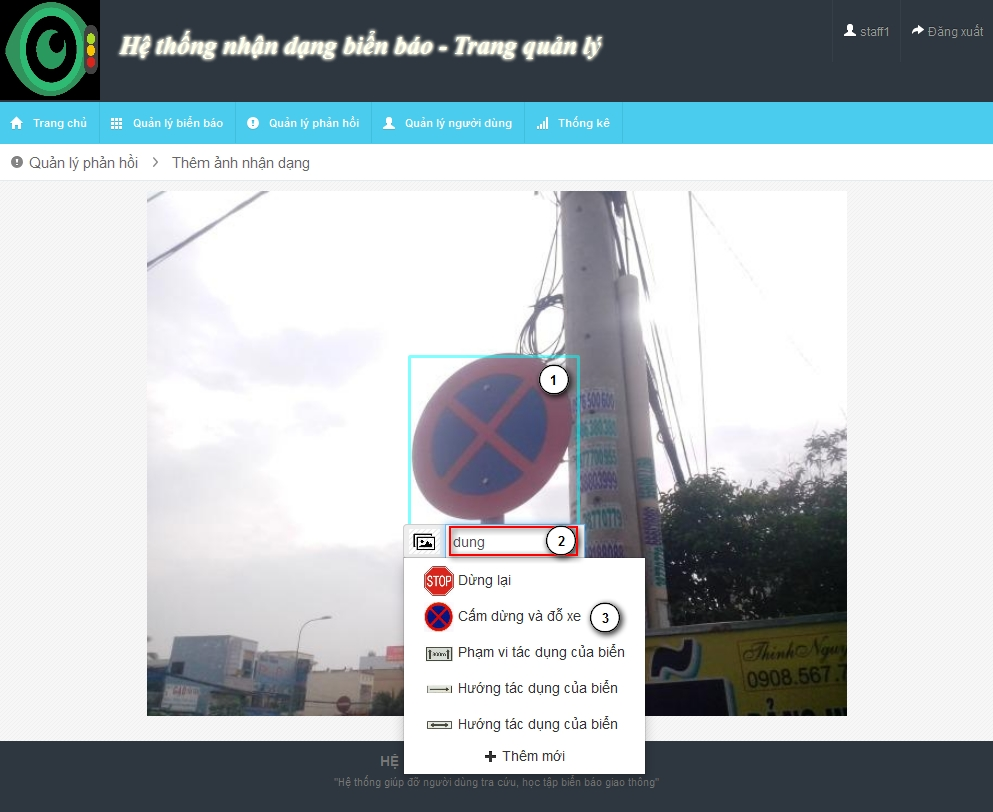 Hệ thống nhận dạng biển báo - Trang quản lý
staff1
Đăng xuất
Trang chủ
Quản lý biển báo
Quản lý phản hồi
Quản lý người dùng
Thống kê
Quản lý phản hồi > Thêm ảnh nhận dạng
1
dung
2
STOP Dừng lại
Cấm dừng và đỗ xe
3
Phạm vi tác dụng của biển
Hướng tác dụng của biển
Hướng tác dụng của biển
+ Thêm mới
0908.567.7
HỆ
"Hệ thống giúp đỡ người dùng tra cứu, học tập biển báo giao thông"